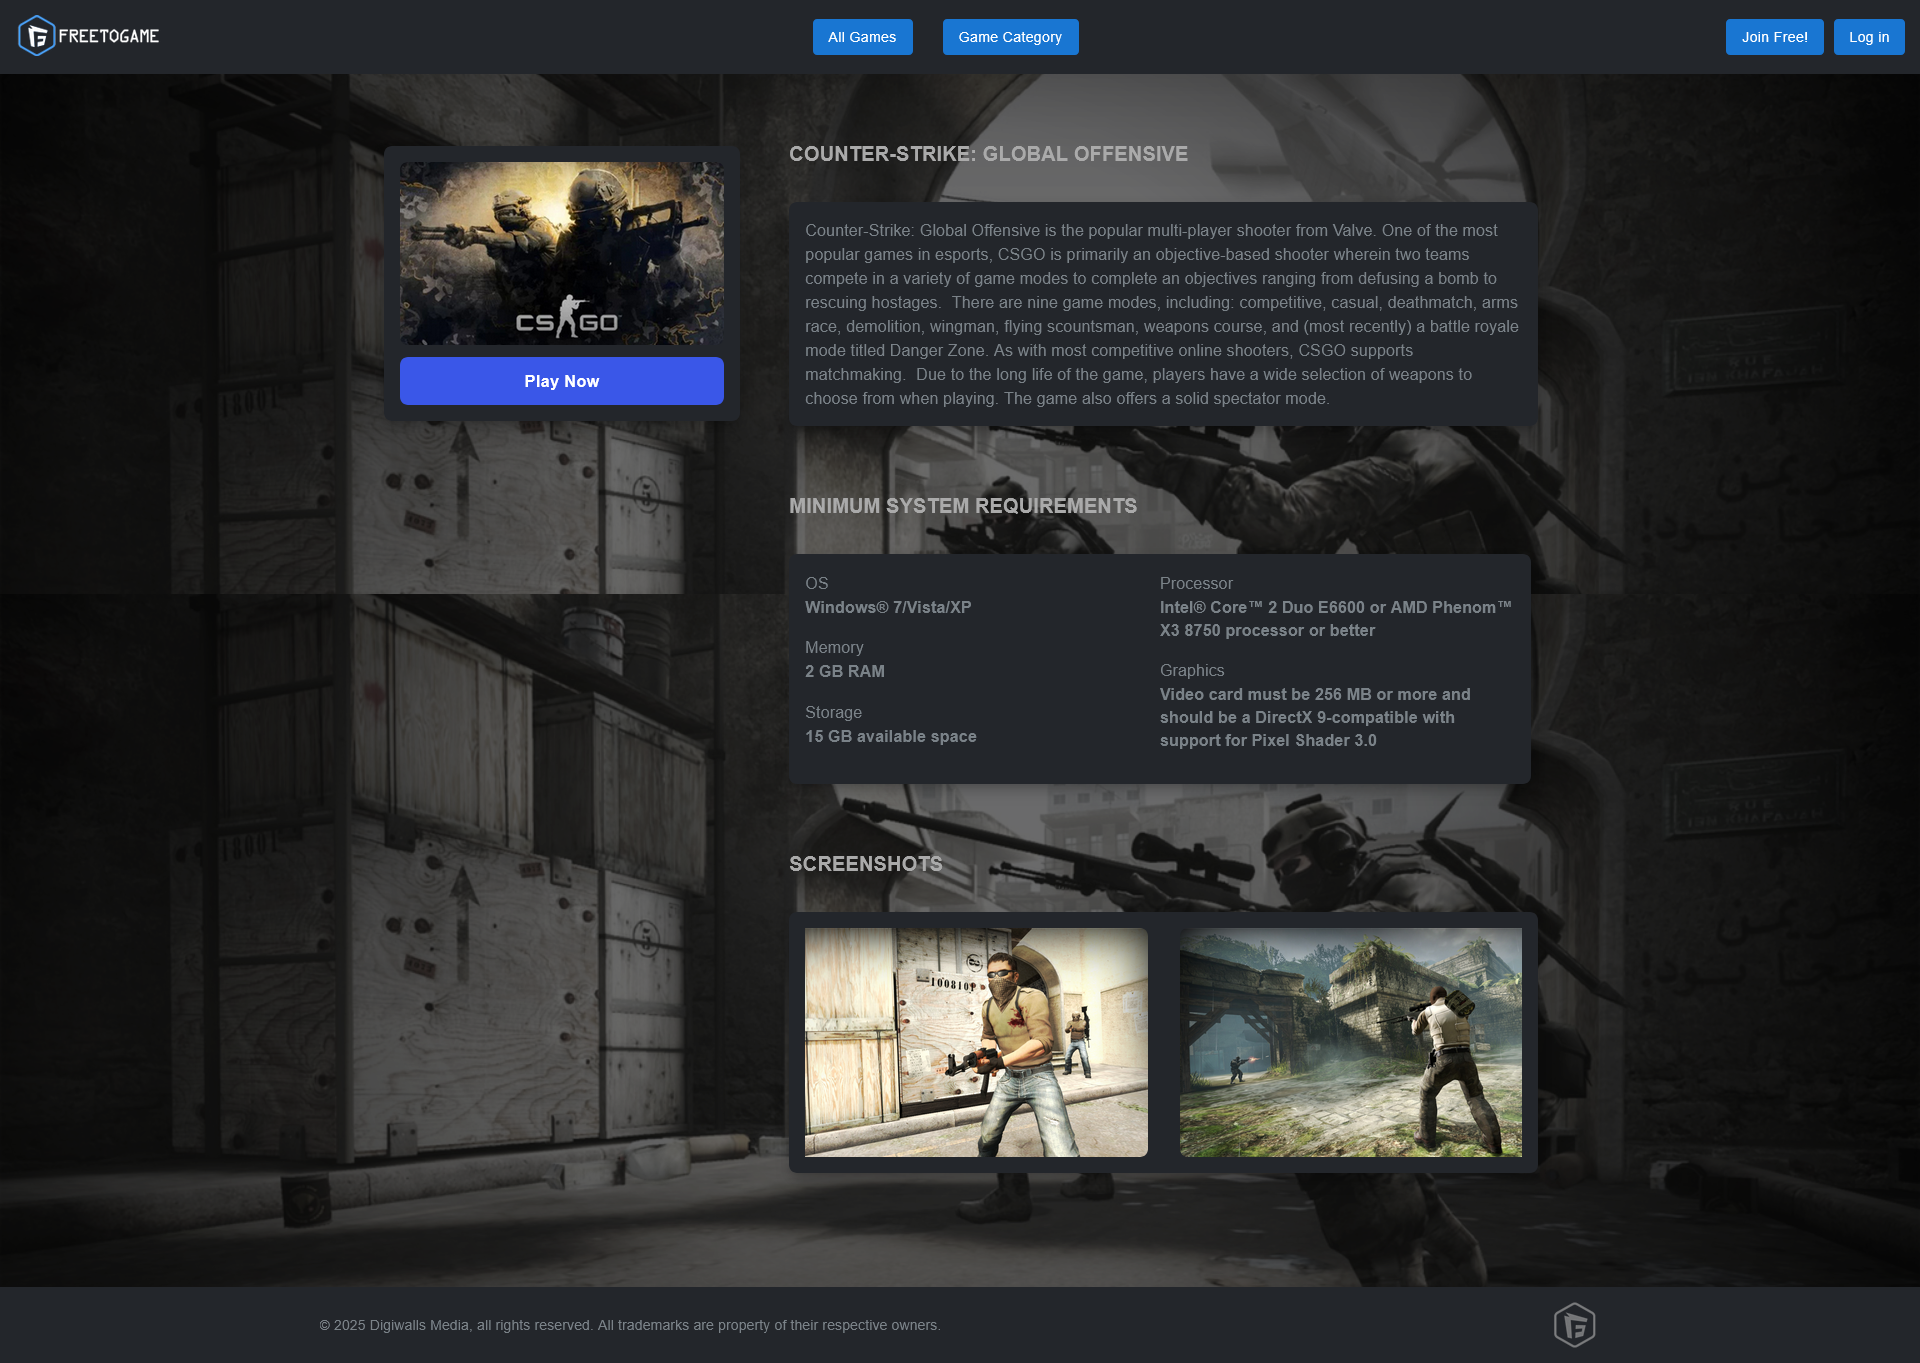 FREETOGAME
All Games
Game Category
Join Free!
Log in
COUNTER-STRIKE: GLOBAL OFFENSIVE
CS GO
Play Now
Counter-Strike: Global Offensive is the popular multi-player shooter from Valve. One of the most
popular games in esports, CSGO is primarily an objective-based shooter wherein two teams
compete in a variety of game modes to complete an objectives ranging from defusing a bomb to
rescuing hostages.  There are nine game modes, including: competitive, casual, deathmatch, arms
race, demolition, wingman, flying scountsman, weapons course, and (most recently) a battle royale
mode titled Danger Zone. As with most competitive online shooters, CSGO supports
matchmaking.  Due to the long life of the game, players have a wide selection of weapons to
choose from when playing. The game also offers a solid spectator mode.
18001
MINIMUM SYSTEM REQUIREMENTS
OS
Windows® 7/Vista/XP
Memory
2 GB RAM
Storage
15 GB available space
Processor
Intel® Core™ 2 Duo E6600 or AMD Phenom™
X3 8750 processor or better
Graphics
Video card must be 256 MB or more and
should be a DirectX 9-compatible with
support for Pixel Shader 3.0
18001
SCREENSHOTS
© 2025 Digiwalls Media, all rights reserved. All trademarks are property of their respective owners.